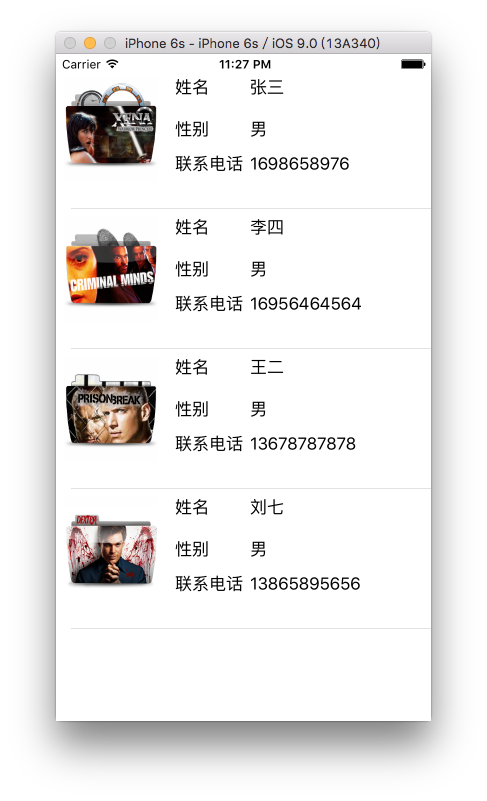 iPhone 6s - iPhone 6s / iOS 9.0 (13A340)
Carrier 11:27 PM
姓名 张三
XENA
性别 男
联系电话 1698658976
姓名 李四
性别 男
CRIMINAL MINDS
联系电话 16956464564
姓名 王二
PRISON BREAK
性别 男
联系电话 13678787878
姓名 刘七
DEXTER
性别 男
联系电话 13865895656